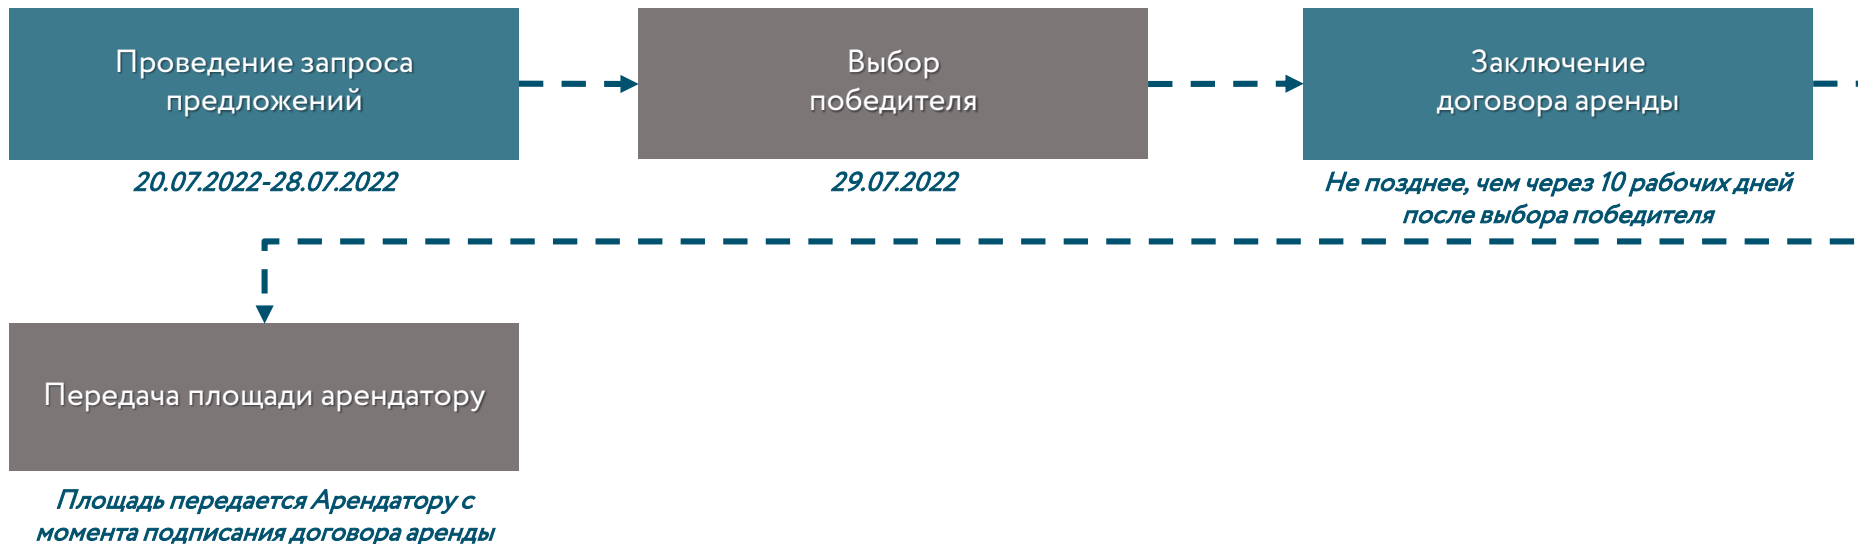 Проведение запроса
предложений
20.07.2022-28.07.2022
Выбор
победителя
29.07.2022
Заключение
договора аренды
Не позднее, чем через 10 рабочих дней
после выбора победителя
Передача площади арендатору
Площадь передается Арендатору с
момента подписания договора аренды